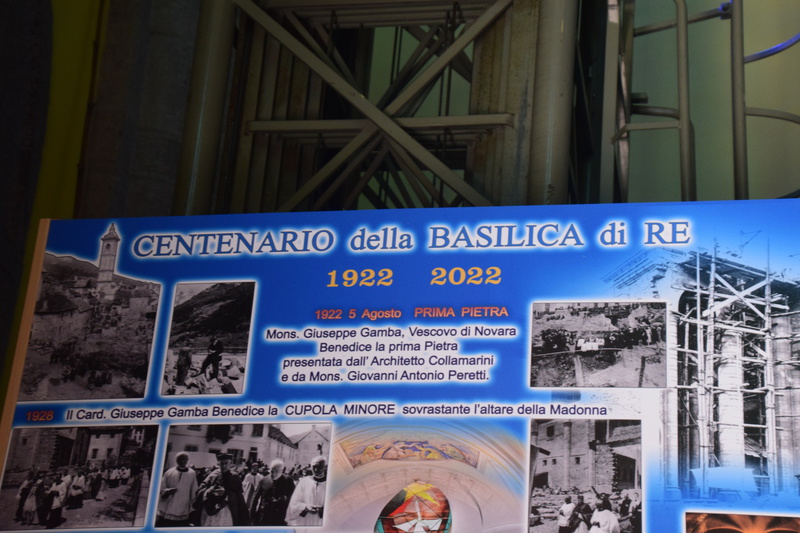 CENTENARIO della BASILICA di RE
1922 2022
1922 5 Agosto PRIMA PIETRA
Mons. Giuseppe Gamba, Vescovo di Novara
Benedice la prima Pietra
presentata dall' Architetto Collamarini
e da Mons. Giovanni Antonio Peretti.
1928 Il Card. Giuseppe Gamba Benedice la CUPOLA MINORE sovrastante l'altare della Madonna